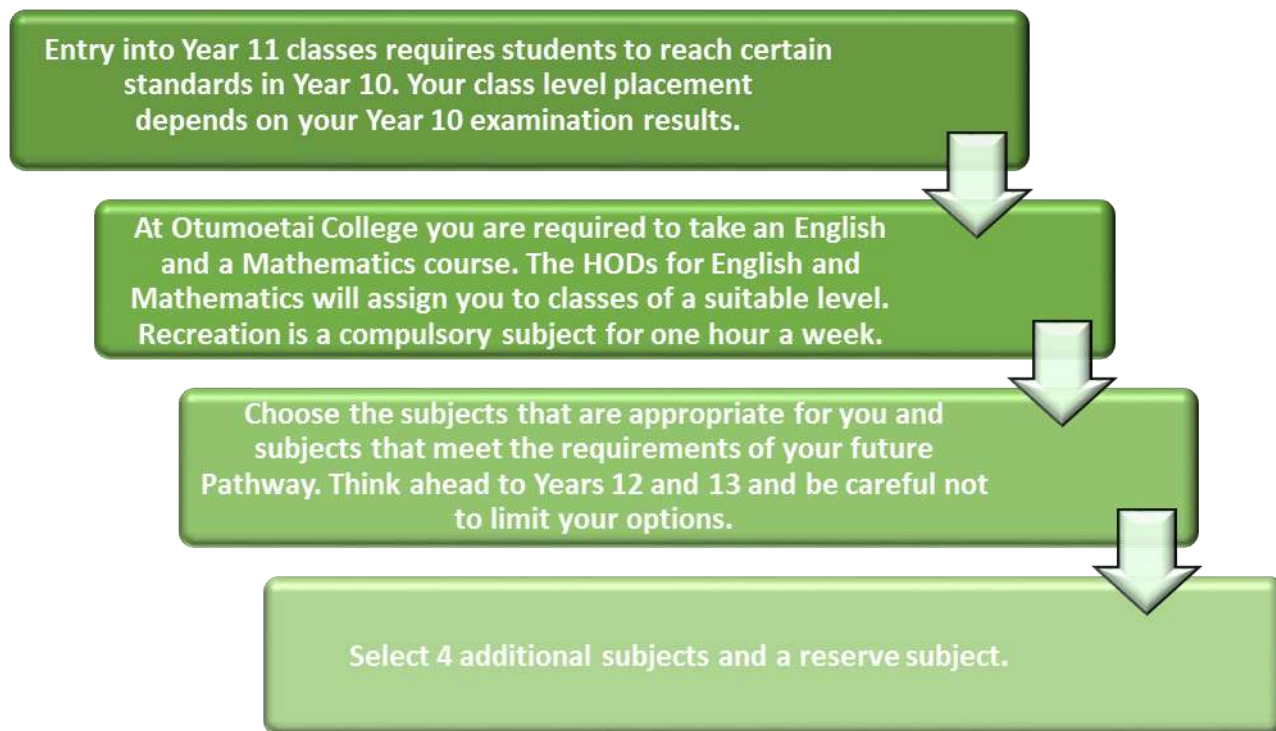 Entry into Year 11 classes requires students to reach certain
standards in Year 10. Your class level placement
depends on your Year 10 examination results.
At Otumoetai College you are required to take an English
and a Mathematics course. The HODs for English and
Mathematics will assign you to classes of a suitable level.
Recreation is a compulsory subject for one hour a week.
Choose the subjects that are appropriate for you and
subjects that meet the requirements of your future
Pathway. Think ahead to Years 12 and 13 and be careful not
to limit your options.
Select 4 additional subjects and a reserve subject.